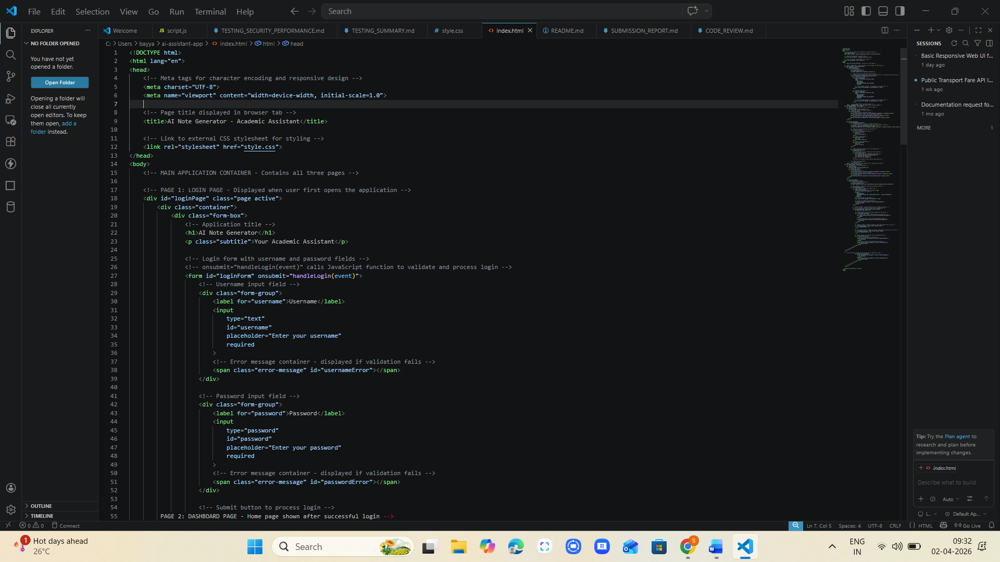 File Edit Selection View Go Run Terminal Help
Search
EXPLORER
NO FOLDER OPENED
You have not yet
opened a folder.
Open Folder
Opening a folder will
close all currently
open editors. To keep
them open, add a
folder instead.
OUTLINE
TIMELINE
Welcome
JS script.js
TESTING_SECURITY_PERFORMANCE.md
TESTING_SUMMARY.md
# style.css
<> index.html
README.md
SUBMISSION_REPORT.md
CODE_REVIEW.md
C: > Users > bayya > ai-assistant-app > <> index.html > html > head
1 <!DOCTYPE html>
2 <html lang="en">
3 <head>
4 <!-- Meta tags for character encoding and responsive design -->
5 <meta charset="UTF-8">
6 <meta name="viewport" content="width=device-width, initial-scale=1.0">
7
8 <!-- Page title displayed in browser tab -->
9 <title>AI Note Generator - Academic Assistant</title>
10
11 <!-- Link to external CSS stylesheet for styling -->
12 <link rel="stylesheet" href="style.css">
13 </head>
14 <body>
15 <!-- MAIN APPLICATION CONTAINER - Contains all three pages -->
16
17 <!-- PAGE 1: LOGIN PAGE - Displayed when user first opens the application -->
18 <div id="loginPage" class="page active">
19 <div class="container">
20 <div class="form-box">
21 <!-- Application title -->
22 <h1>AI Note Generator</h1>
23 <p class="subtitle">Your Academic Assistant</p>
24
25 <!-- Login form with username and password fields -->
26 <!-- onsubmit="handleLogin(event)" calls JavaScript function to validate and process login -->
27 <form id="loginForm" onsubmit="handleLogin(event)">
28 <!-- Username input field -->
29 <div class="form-group">
30 <label for="username">Username</label>
31 <input
32 type="text"
33 id="username"
34 placeholder="Enter your username"
35 required
36 >
37 <!-- Error message container - displayed if validation fails -->
38 <span class="error-message" id="usernameError"></span>
39 </div>
40
41 <!-- Password input field -->
42 <div class="form-group">
43 <label for="password">Password</label>
44 <input
45 type="password"
46 id="password"
47 placeholder="Enter your password"
48 required
49 >
50 <!-- Error message container - displayed if validation fails -->
51 <span class="error-message" id="passwordError"></span>
52 </div>
53
54 <!-- Submit button to process login -->
55 PAGE 2: DASHBOARD PAGE - Home page shown after successful login -->
SESSIONS
Basic Responsive Web UI f...
1 day ago
Public Transport Fare API I...
1 wk ago
Documentation request fo...
1 mo ago
MORE 1
Tip: Try the Plan agent to
research and plan before
implementing changes.
+ <> index.html
Describe what to build
Auto
L...
Default Ap...
0 0 Connect
Ln 7, Col 5 Spaces: 4 UTF-8 CRLF { } HTML Go Live
1
Hot days ahead
26°C
Search
S
W
ENG
IN
09:32
02-04-2026